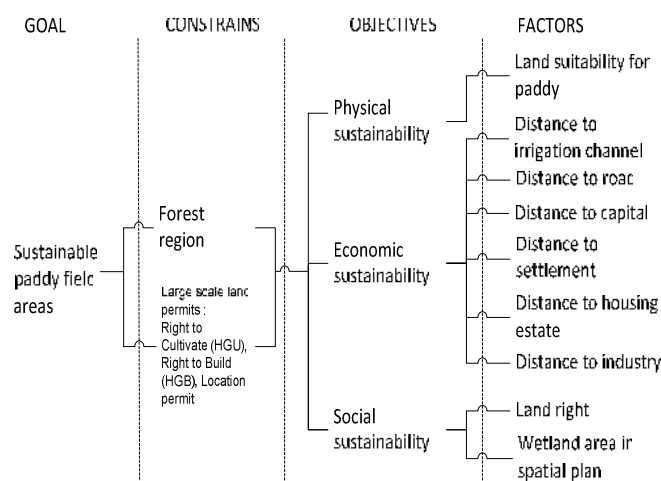 GOAL
CONSTRAINS
OBJECTIVES
FACTORS
Sustainable
paddy field
areas
Forest
region
Large scale land
permits :
Right to
Cultivate (HGU),
Right to Build
(HGB), Location
permit
Physical
sustainability
Economic
sustainability
Social
sustainability
Land suitability for
paddy
Distance to
irrigation channel
Distance to road
Distance to capital
Distance to
settlement
Distance to housing
estate
Distance to industry
Land right
Wetland area in
spatial plan